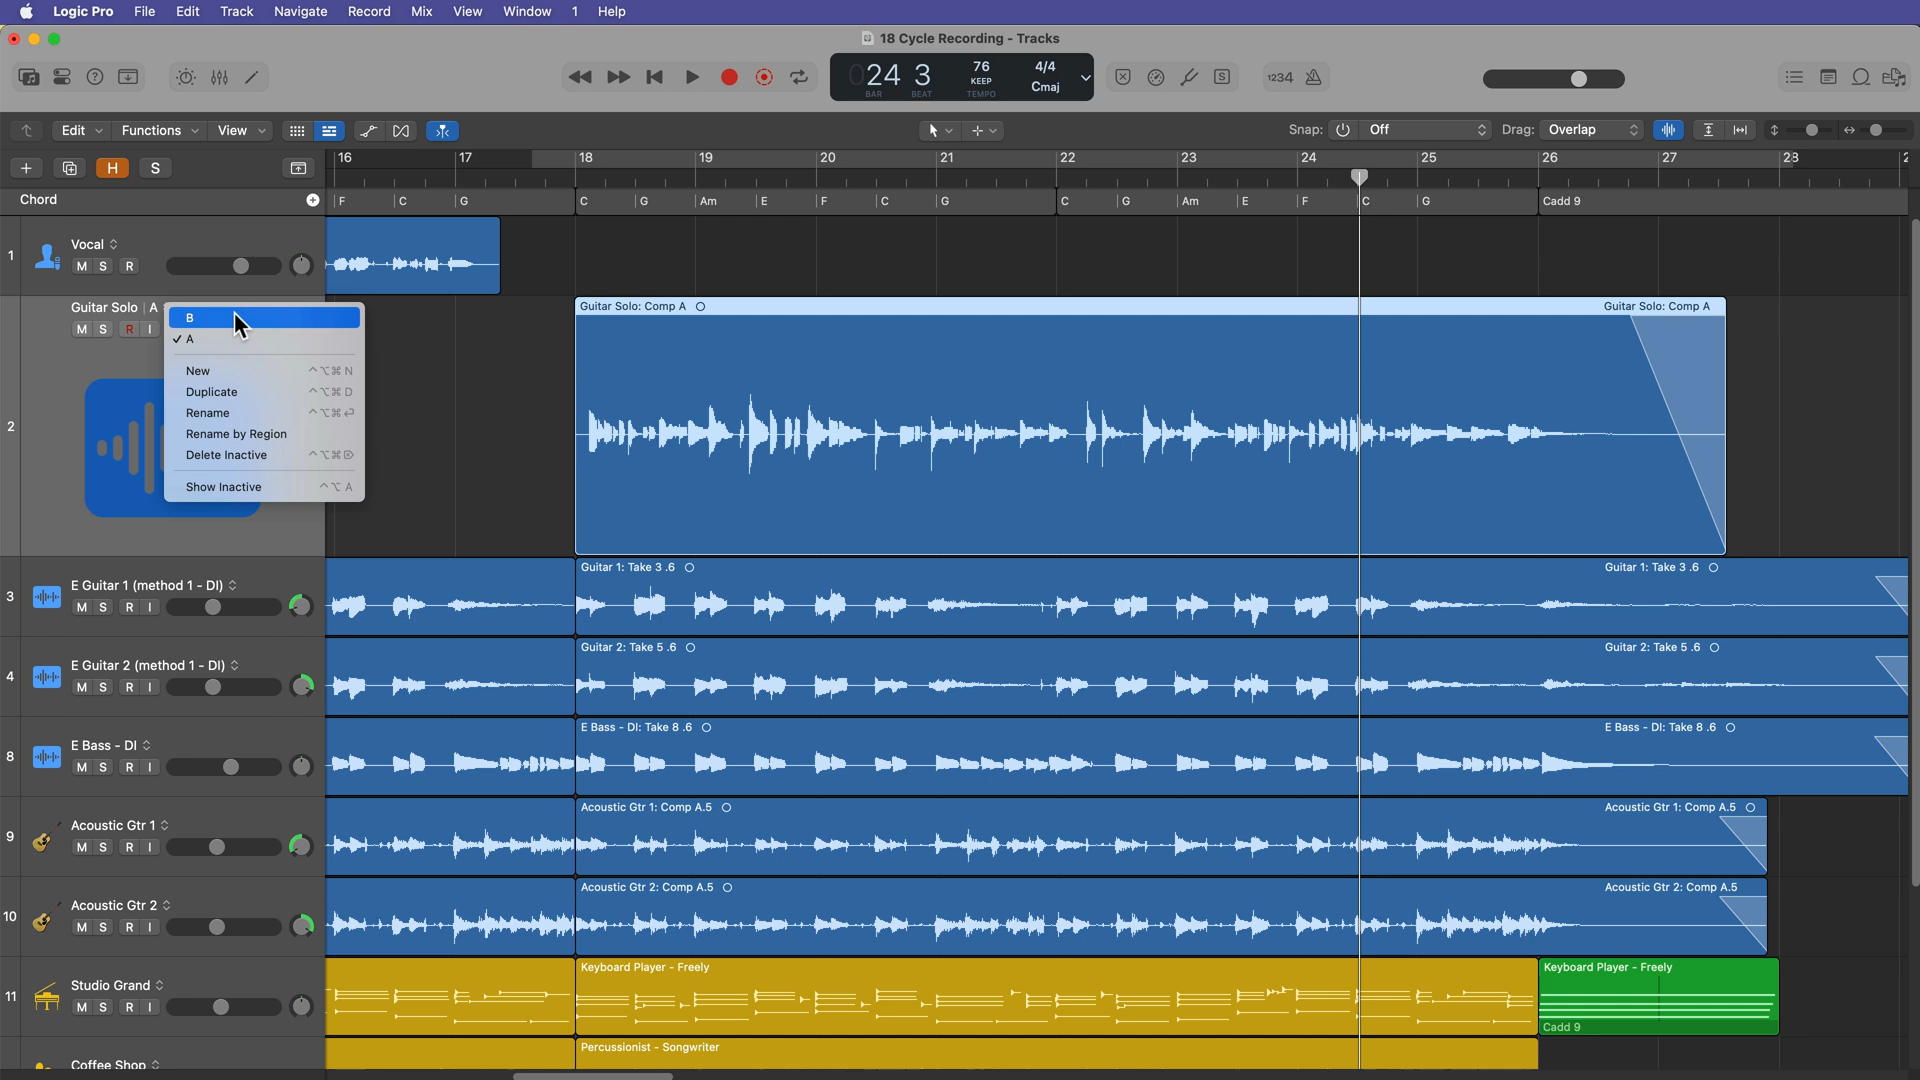 Logic Pro File Edit Track Navigate Record Mix View Window 1 Help
18 Cycle Recording - Tracks
024 3
BAR BEAT
76
KEEP
TEMPO
4/4
Cmaj
1234
Edit Functions View
Snap: Off Drag: Overlap
H S
16 17 18 19 20 21 22 23 24 25 26 27 28
Chord
F C G C G Am E F C G C G Am E F C G Cadd 9
1 Vocal
M S R
2 Guitar Solo | A
M S R I
B
✓ A
New ^⌥⌘N
Duplicate ^⌥⌘D
Rename ^⌥⌘↩
Rename by Region
Delete Inactive ^⌥⌘⌦
Show Inactive ^⌥A
Guitar Solo: Comp A
Guitar Solo: Comp A
3 E Guitar 1 (method 1 - DI)
M S R I
Guitar 1: Take 3 .6
Guitar 1: Take 3 .6
4 E Guitar 2 (method 1 - DI)
M S R I
Guitar 2: Take 5 .6
Guitar 2: Take 5 .6
8 E Bass - DI
M S R I
E Bass - DI: Take 8 .6
E Bass - DI: Take 8 .6
9 Acoustic Gtr 1
M S R I
Acoustic Gtr 1: Comp A.5
Acoustic Gtr 1: Comp A.5
10 Acoustic Gtr 2
M S R I
Acoustic Gtr 2: Comp A.5
Acoustic Gtr 2: Comp A.5
11 Studio Grand
M S R I
Keyboard Player - Freely
Keyboard Player - Freely
Cadd 9
Coffee Shop
Percussionist - Songwriter